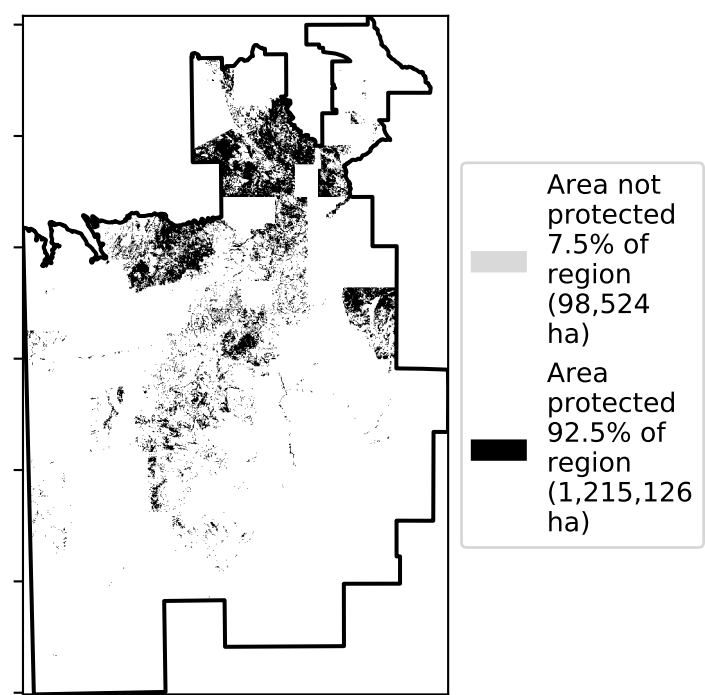 Area not
protected
7.5% of
region
(98,524
ha)
Area
protected
92.5% of
region
(1,215,126
ha)